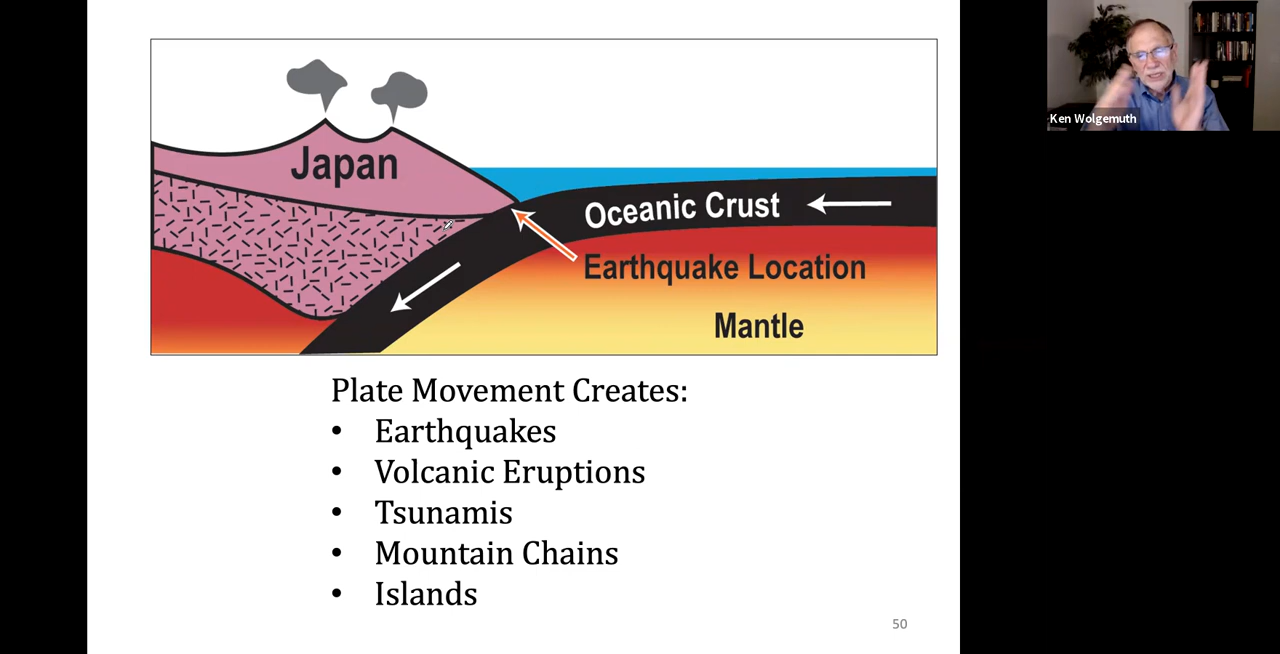 Japan
Oceanic Crust
Earthquake Location
Mantle
Plate Movement Creates:
• Earthquakes
• Volcanic Eruptions
• Tsunamis
• Mountain Chains
• Islands
50
Ken Wolgemuth